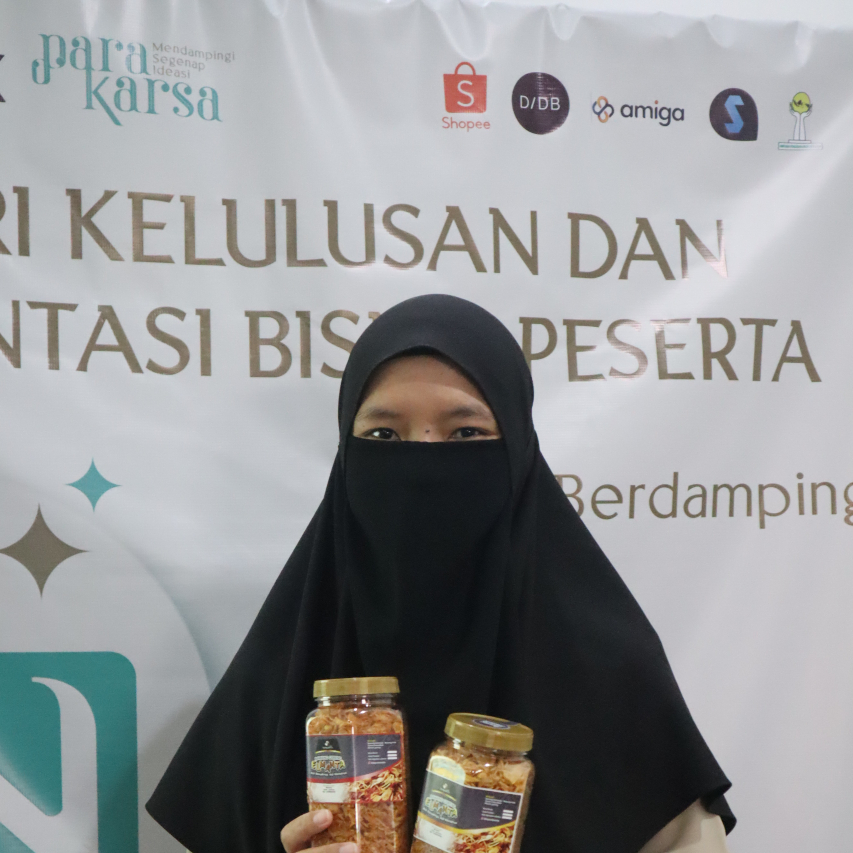 para
karsa
Mendampingi
Segenap
Ideasi
S
Shopee
D/DB
amiga
S
RI KELULUSAN DAN
NTASI BIS PESERTA
Berdamping